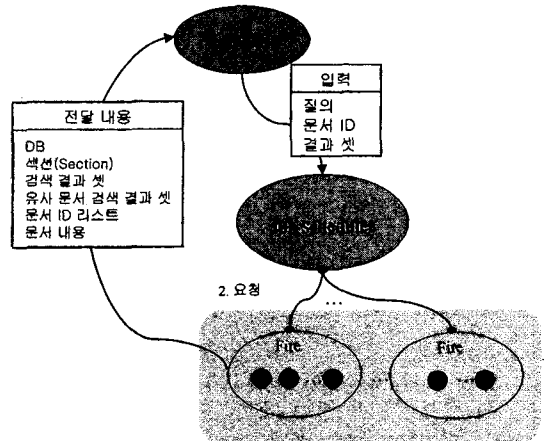 입력
질의
문서 ID
결과 셋
전달 내용
DB
섹션(Section)
검색 결과 셋
유사 문서 검색 결과 셋
문서 ID 리스트
문서 내용
2. 요청
...
Fire
Fire
...
...
...